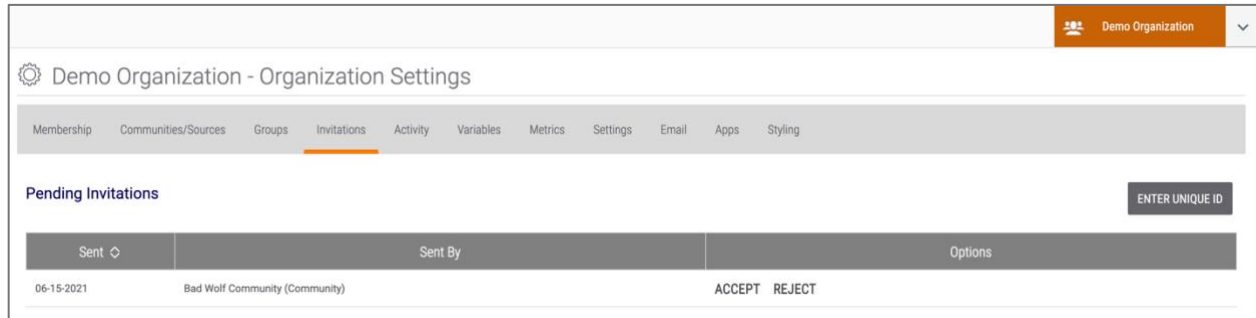 Demo Organization
Demo Organization - Organization Settings
Membership Communities/Sources Groups Invitations Activity Variables Metrics Settings Email Apps Styling
Pending Invitations
ENTER UNIQUE ID
Sent Sent By Options
06-15-2021 Bad Wolf Community (Community) ACCEPT REJECT